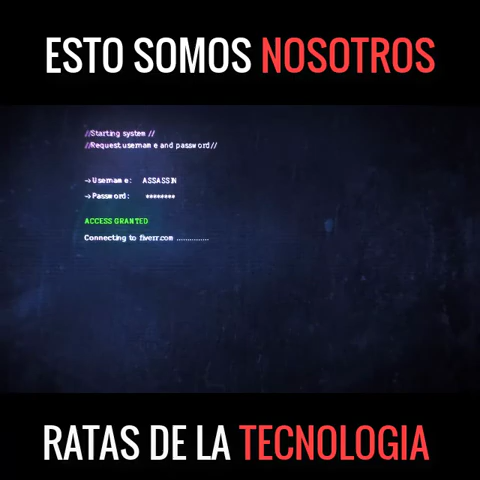 ESTO SOMOS NOSOTROS
//Starting system //
//Request username and password//
->Username: ASSASSIN
->Password: ********
ACCESS GRANTED
Connecting to fiverr.com ...............
RATAS DE LA TECNOLOGIA